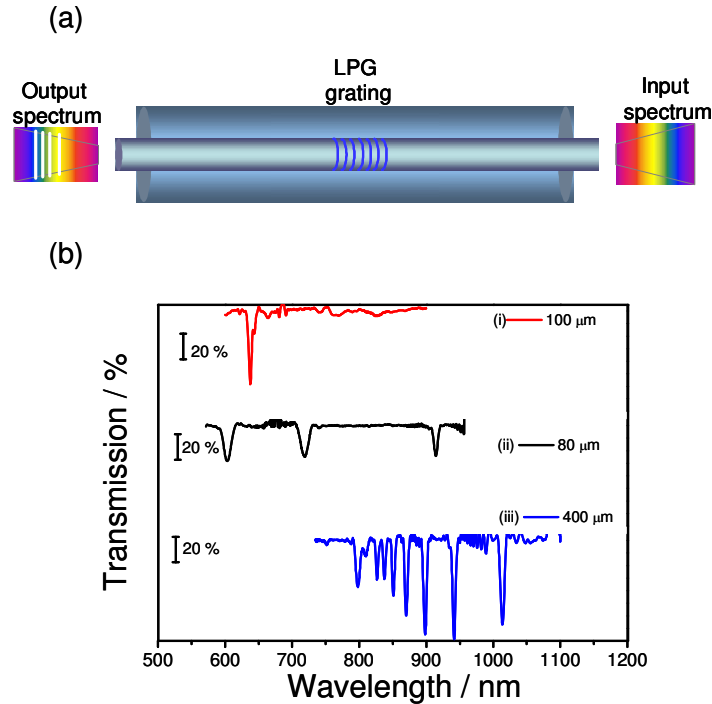 (a)
Output
spectrum
LPG
grating
Input
spectrum
(b)
Transmission / %
20 %
(i) 100 μm
20 %
(ii) 80 μm
20 %
(iii) 400 μm
500 600 700 800 900 1000 1100 1200
Wavelength / nm